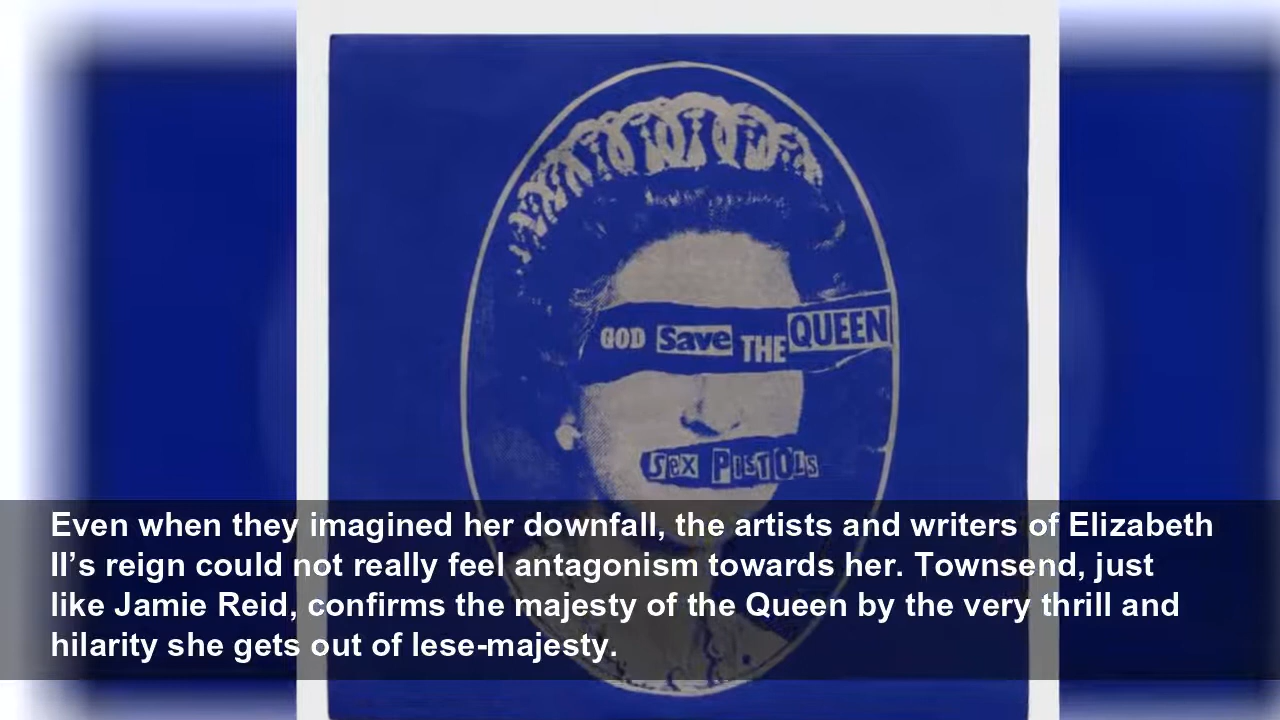 GOD Save THE QUEEN
SEX PISTOLS
Even when they imagined her downfall, the artists and writers of Elizabeth
II’s reign could not really feel antagonism towards her. Townsend, just
like Jamie Reid, confirms the majesty of the Queen by the very thrill and
hilarity she gets out of lese-majesty.